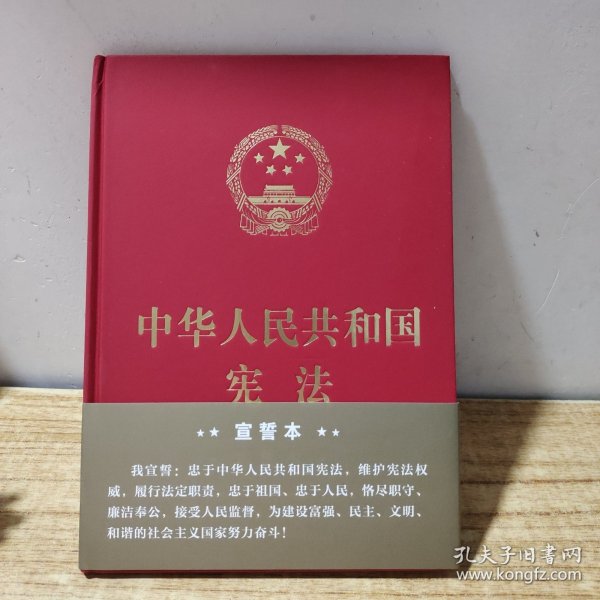 中华人民共和国
宪 法
★★ 宣誓本 ★★
我宣誓：忠于中华人民共和国宪法，维护宪法权
威，履行法定职责，忠于祖国、忠于人民，恪尽职守、
廉洁奉公，接受人民监督，为建设富强、民主、文明、
和谐的社会主义国家努力奋斗！
孔夫子旧书网
www.kongfz.com